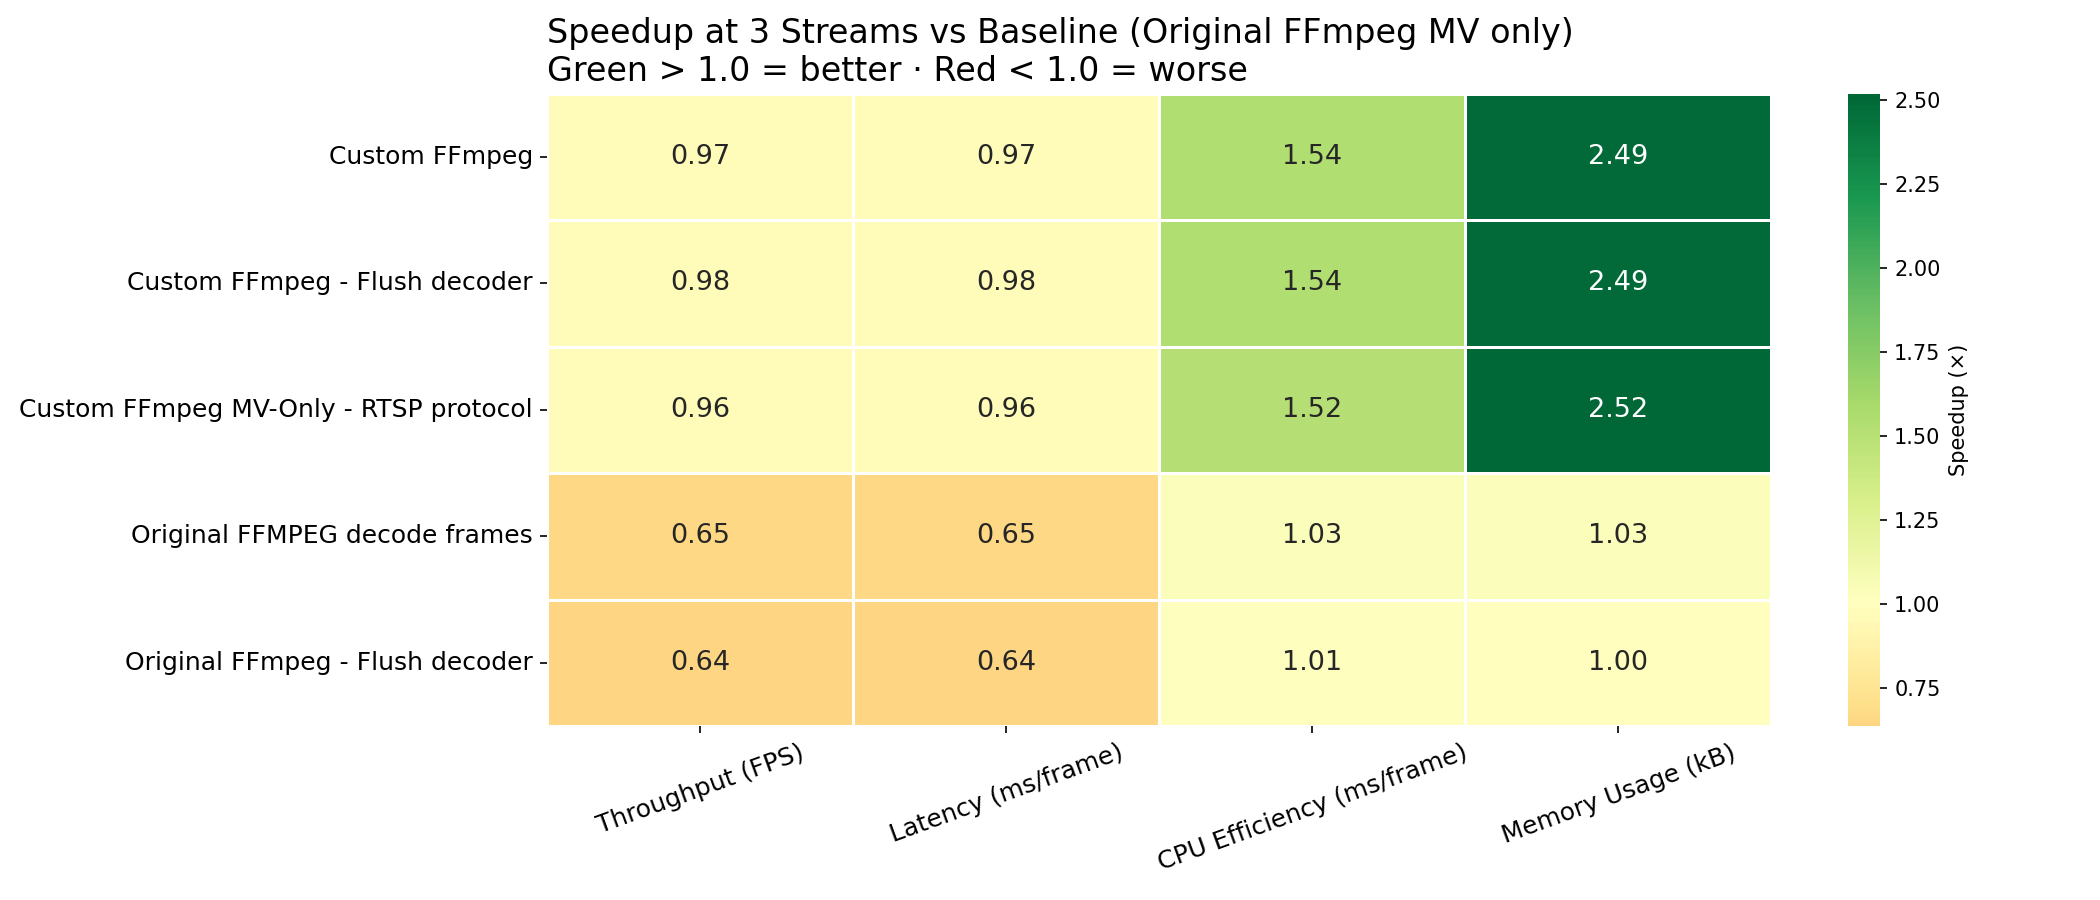 Speedup at 3 Streams vs Baseline (Original FFmpeg MV only)
Green > 1.0 = better · Red < 1.0 = worse
Custom FFmpeg 0.97 0.97 1.54 2.49
Custom FFmpeg - Flush decoder 0.98 0.98 1.54 2.49
Custom FFmpeg MV-Only - RTSP protocol 0.96 0.96 1.52 2.52
Original FFMPEG decode frames 0.65 0.65 1.03 1.03
Original FFmpeg - Flush decoder 0.64 0.64 1.01 1.00
Throughput (FPS)
Latency (ms/frame)
CPU Efficiency (ms/frame)
Memory Usage (kB)
2.50
2.25
2.00
1.75
1.50
1.25
1.00
0.75
Speedup (×)